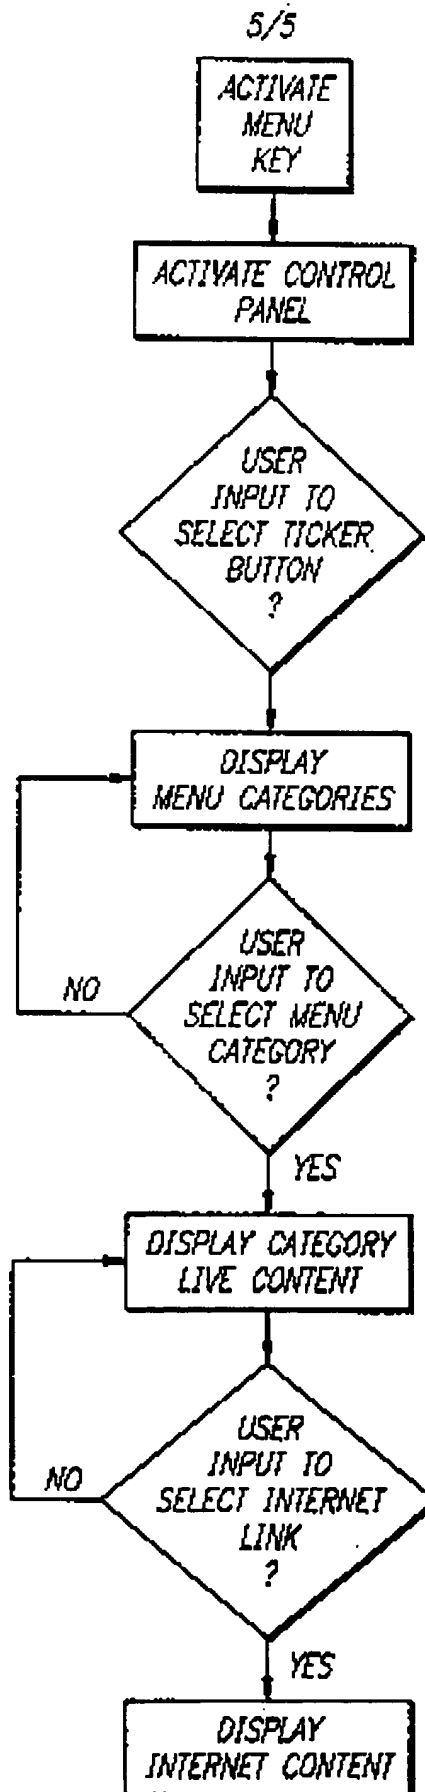 5/5
ACTIVATE
MENU
KEY
ACTIVATE CONTROL
PANEL
USER
INPUT TO
SELECT TICKER
BUTTON
?
DISPLAY
MENU CATEGORIES
USER
INPUT TO
SELECT MENU
CATEGORY
?
NO
YES
DISPLAY CATEGORY
LIVE CONTENT
USER
INPUT TO
SELECT INTERNET
LINK
?
NO
YES
DISPLAY
INTERNET CONTENT